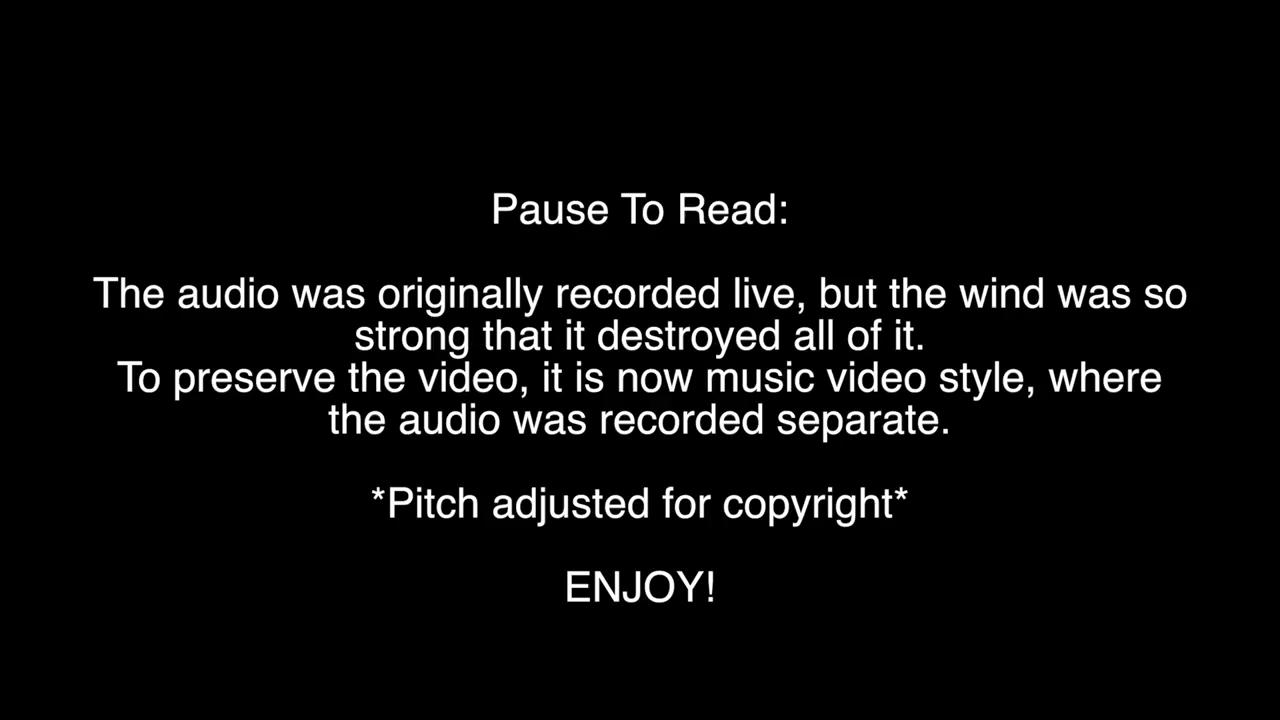 Pause To Read:
The audio was originally recorded live, but the wind was so
strong that it destroyed all of it.
To preserve the video, it is now music video style, where
the audio was recorded separate.
*Pitch adjusted for copyright*
ENJOY!